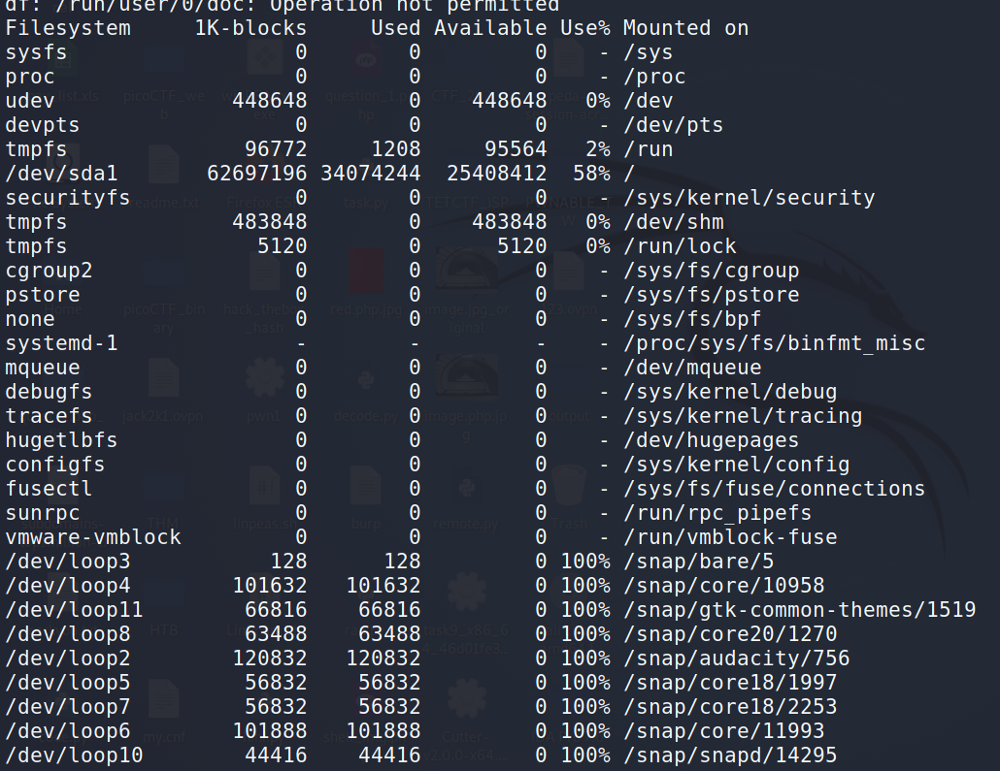 df: /run/user/0/doc: Operation not permitted
Filesystem     1K-blocks     Used Available Use% Mounted on
sysfs                  0        0         0    - /sys
proc                   0        0         0    - /proc
udev              448648        0    448648   0% /dev
devpts                 0        0         0    - /dev/pts
tmpfs              96772     1208     95564   2% /run
/dev/sda1       62697196 34074244  25408412  58% /
securityfs             0        0         0    - /sys/kernel/security
tmpfs             483848        0    483848   0% /dev/shm
tmpfs               5120        0      5120   0% /run/lock
cgroup2                0        0         0    - /sys/fs/cgroup
pstore                 0        0         0    - /sys/fs/pstore
none                   0        0         0    - /sys/fs/bpf
systemd-1              -        -         -    - /proc/sys/fs/binfmt_misc
mqueue                 0        0         0    - /dev/mqueue
debugfs                0        0         0    - /sys/kernel/debug
tracefs                0        0         0    - /sys/kernel/tracing
hugetlbfs              0        0         0    - /dev/hugepages
configfs               0        0         0    - /sys/kernel/config
fusectl                0        0         0    - /sys/fs/fuse/connections
sunrpc                 0        0         0    - /run/rpc_pipefs
vmware-vmblock         0        0         0    - /run/vmblock-fuse
/dev/loop3           128      128         0 100% /snap/bare/5
/dev/loop4        101632   101632         0 100% /snap/core/10958
/dev/loop11        66816    66816         0 100% /snap/gtk-common-themes/1519
/dev/loop8         63488    63488         0 100% /snap/core20/1270
/dev/loop2        120832   120832         0 100% /snap/audacity/756
/dev/loop5         56832    56832         0 100% /snap/core18/1997
/dev/loop7         56832    56832         0 100% /snap/core18/2253
/dev/loop6        101888   101888         0 100% /snap/core/11993
/dev/loop10        44416    44416         0 100% /snap/snapd/14295